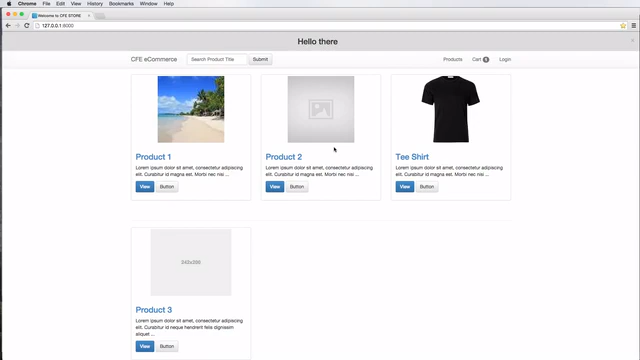 Chrome File Edit View History Bookmarks Window Help
Welcome to CFE STORE
127.0.0.1:8000
Hello there
CFE eCommerce Search Product Title Submit Products Cart Login
Product 1
Lorem ipsum dolor sit amet, consectetur adipiscing
elit. Curabitur id magna est. Morbi nec nisi ...
View Button
Product 2
Lorem ipsum dolor sit amet, consectetur adipiscing
elit. Curabitur id magna est. Morbi nec nisi ...
View Button
Tee Shirt
Lorem ipsum dolor sit amet, consectetur adipiscing
elit. Curabitur id magna est. Morbi nec nisi ...
View Button
Product 3
Lorem ipsum dolor sit amet, consectetur adipiscing
elit. Curabitur id neque hendrerit felis dignissim
aliquet ...
View Button